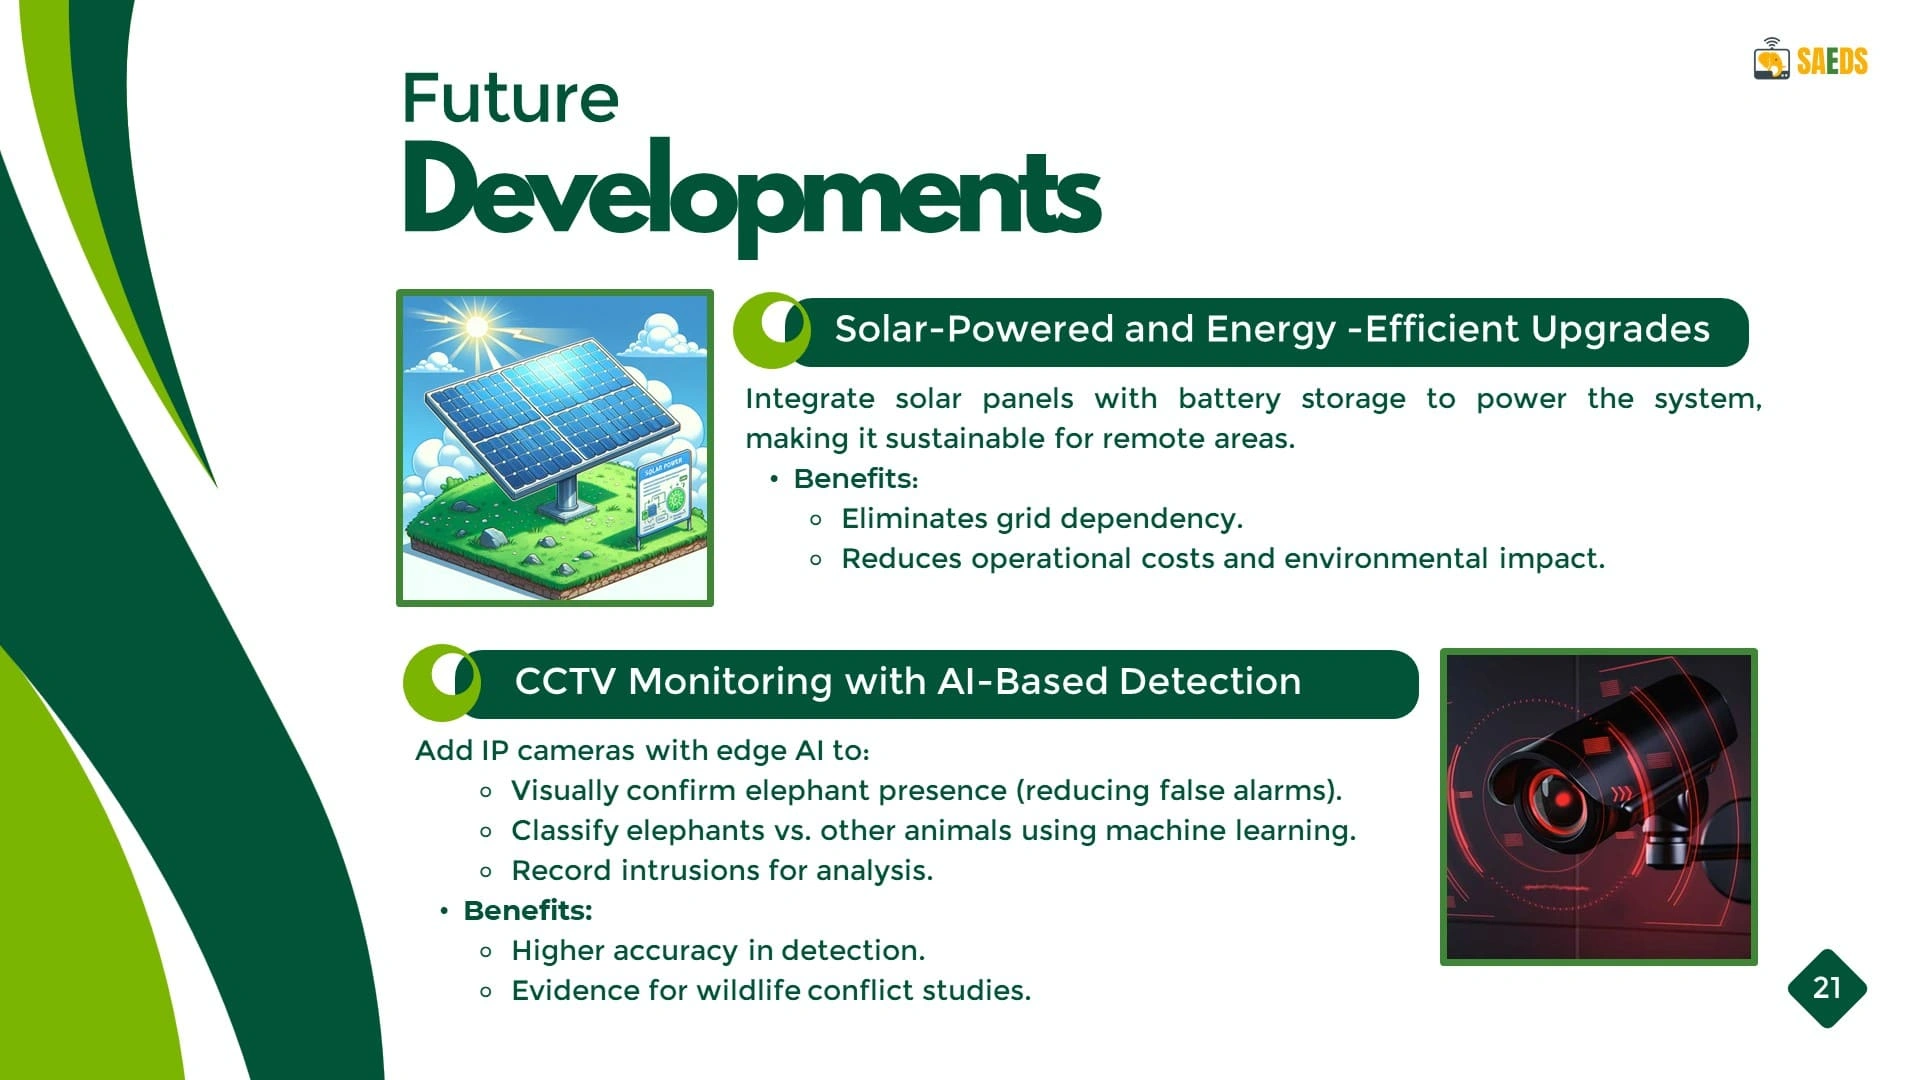 SAEDS
Future
Developments
Solar-Powered and Energy -Efficient Upgrades
Integrate solar panels with battery storage to power the system,
making it sustainable for remote areas.
• Benefits:
○ Eliminates grid dependency.
○ Reduces operational costs and environmental impact.
SOLAR POWER
CCTV Monitoring with AI-Based Detection
Add IP cameras with edge AI to:
○ Visually confirm elephant presence (reducing false alarms).
○ Classify elephants vs. other animals using machine learning.
○ Record intrusions for analysis.
• Benefits:
○ Higher accuracy in detection.
○ Evidence for wildlife conflict studies.
21